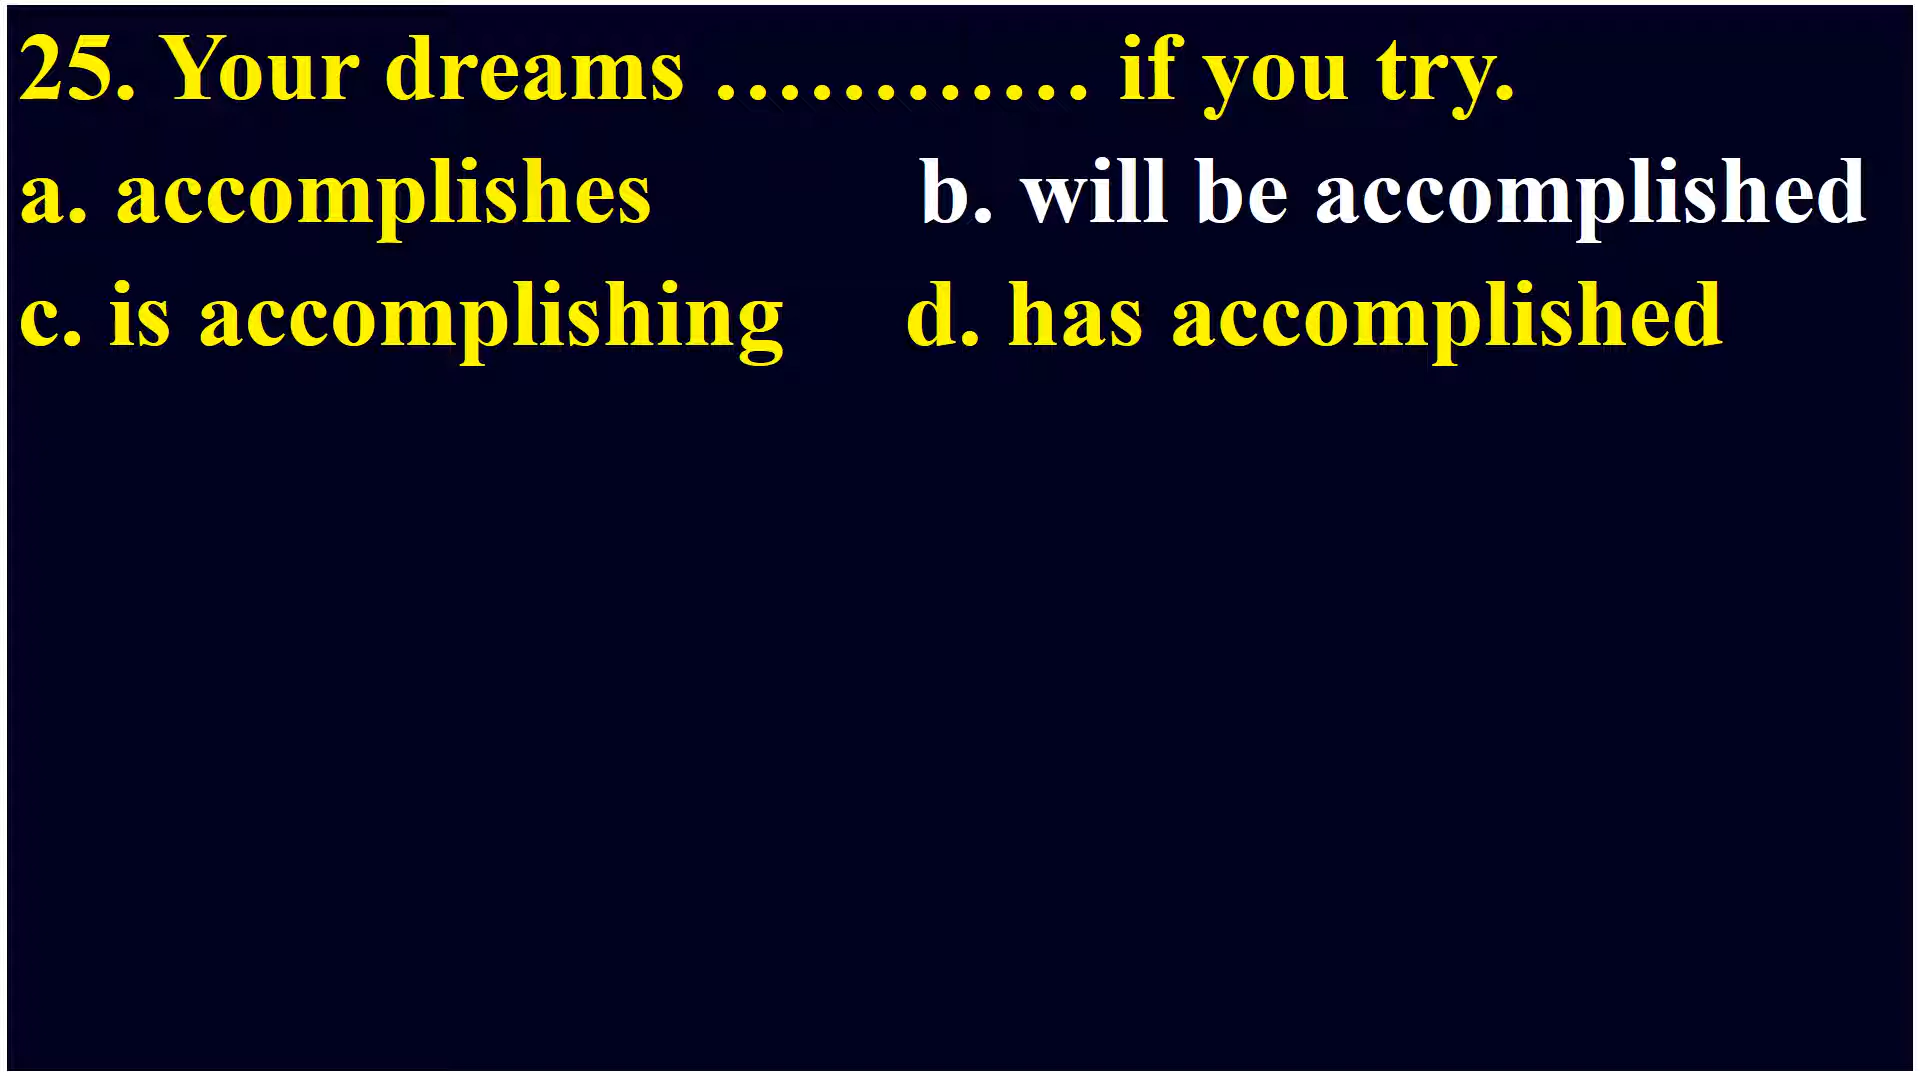 25. Your dreams ………… if you try.
a. accomplishes b. will be accomplished
c. is accomplishing d. has accomplished